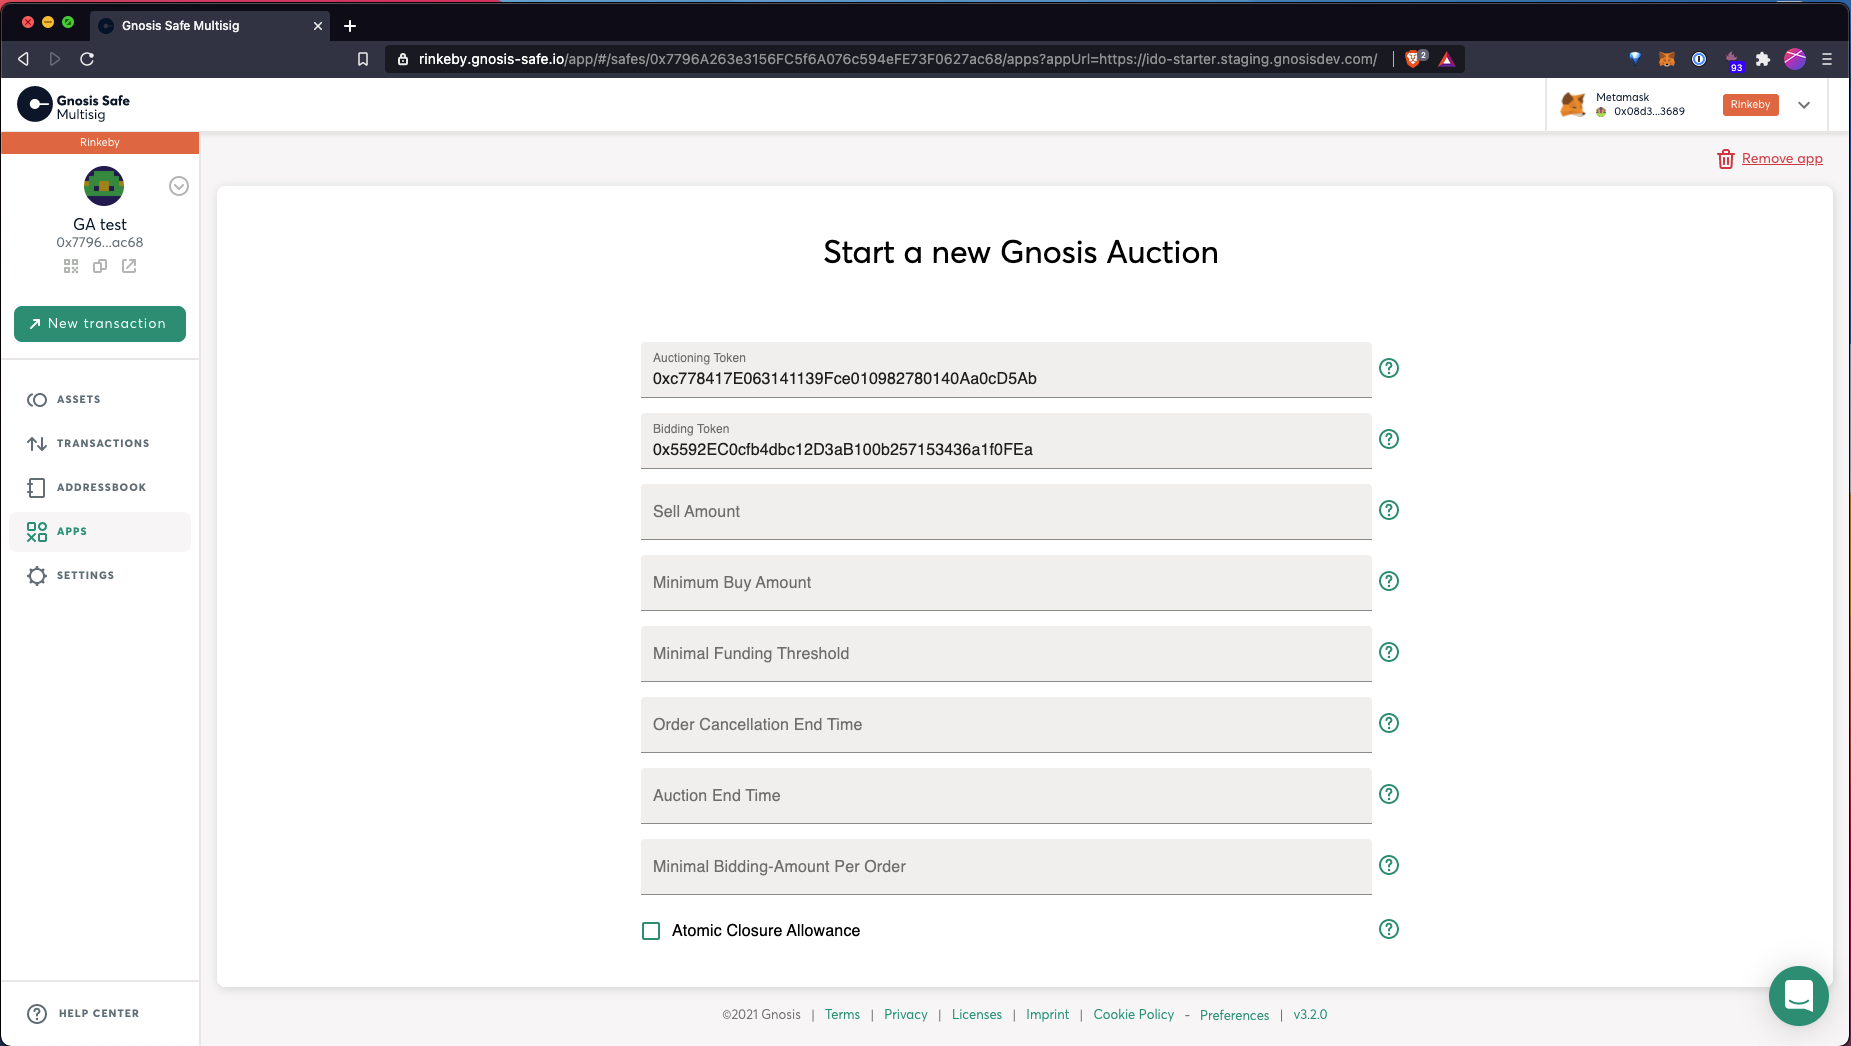 Gnosis Safe Multisig
rinkeby.gnosis-safe.io/app/#/safes/0x7796A263e3156FC5f6A076c594eFE73F0627ac68/apps?appUrl=https://ido-starter.staging.gnosisdev.com/
2
93
Gnosis Safe
Multisig
Metamask
0x08d3...3689
Rinkeby
Rinkeby
Remove app
GA test
0x7796...ac68
New transaction
ASSETS
TRANSACTIONS
ADDRESSBOOK
APPS
SETTINGS
HELP CENTER
Start a new Gnosis Auction
Auctioning Token
0xc778417E063141139Fce010982780140Aa0cD5Ab
Bidding Token
0x5592EC0cfb4dbc12D3aB100b257153436a1f0FEa
Sell Amount
Minimum Buy Amount
Minimal Funding Threshold
Order Cancellation End Time
Auction End Time
Minimal Bidding-Amount Per Order
Atomic Closure Allowance
©2021 Gnosis | Terms | Privacy | Licenses | Imprint | Cookie Policy - Preferences | v3.2.0